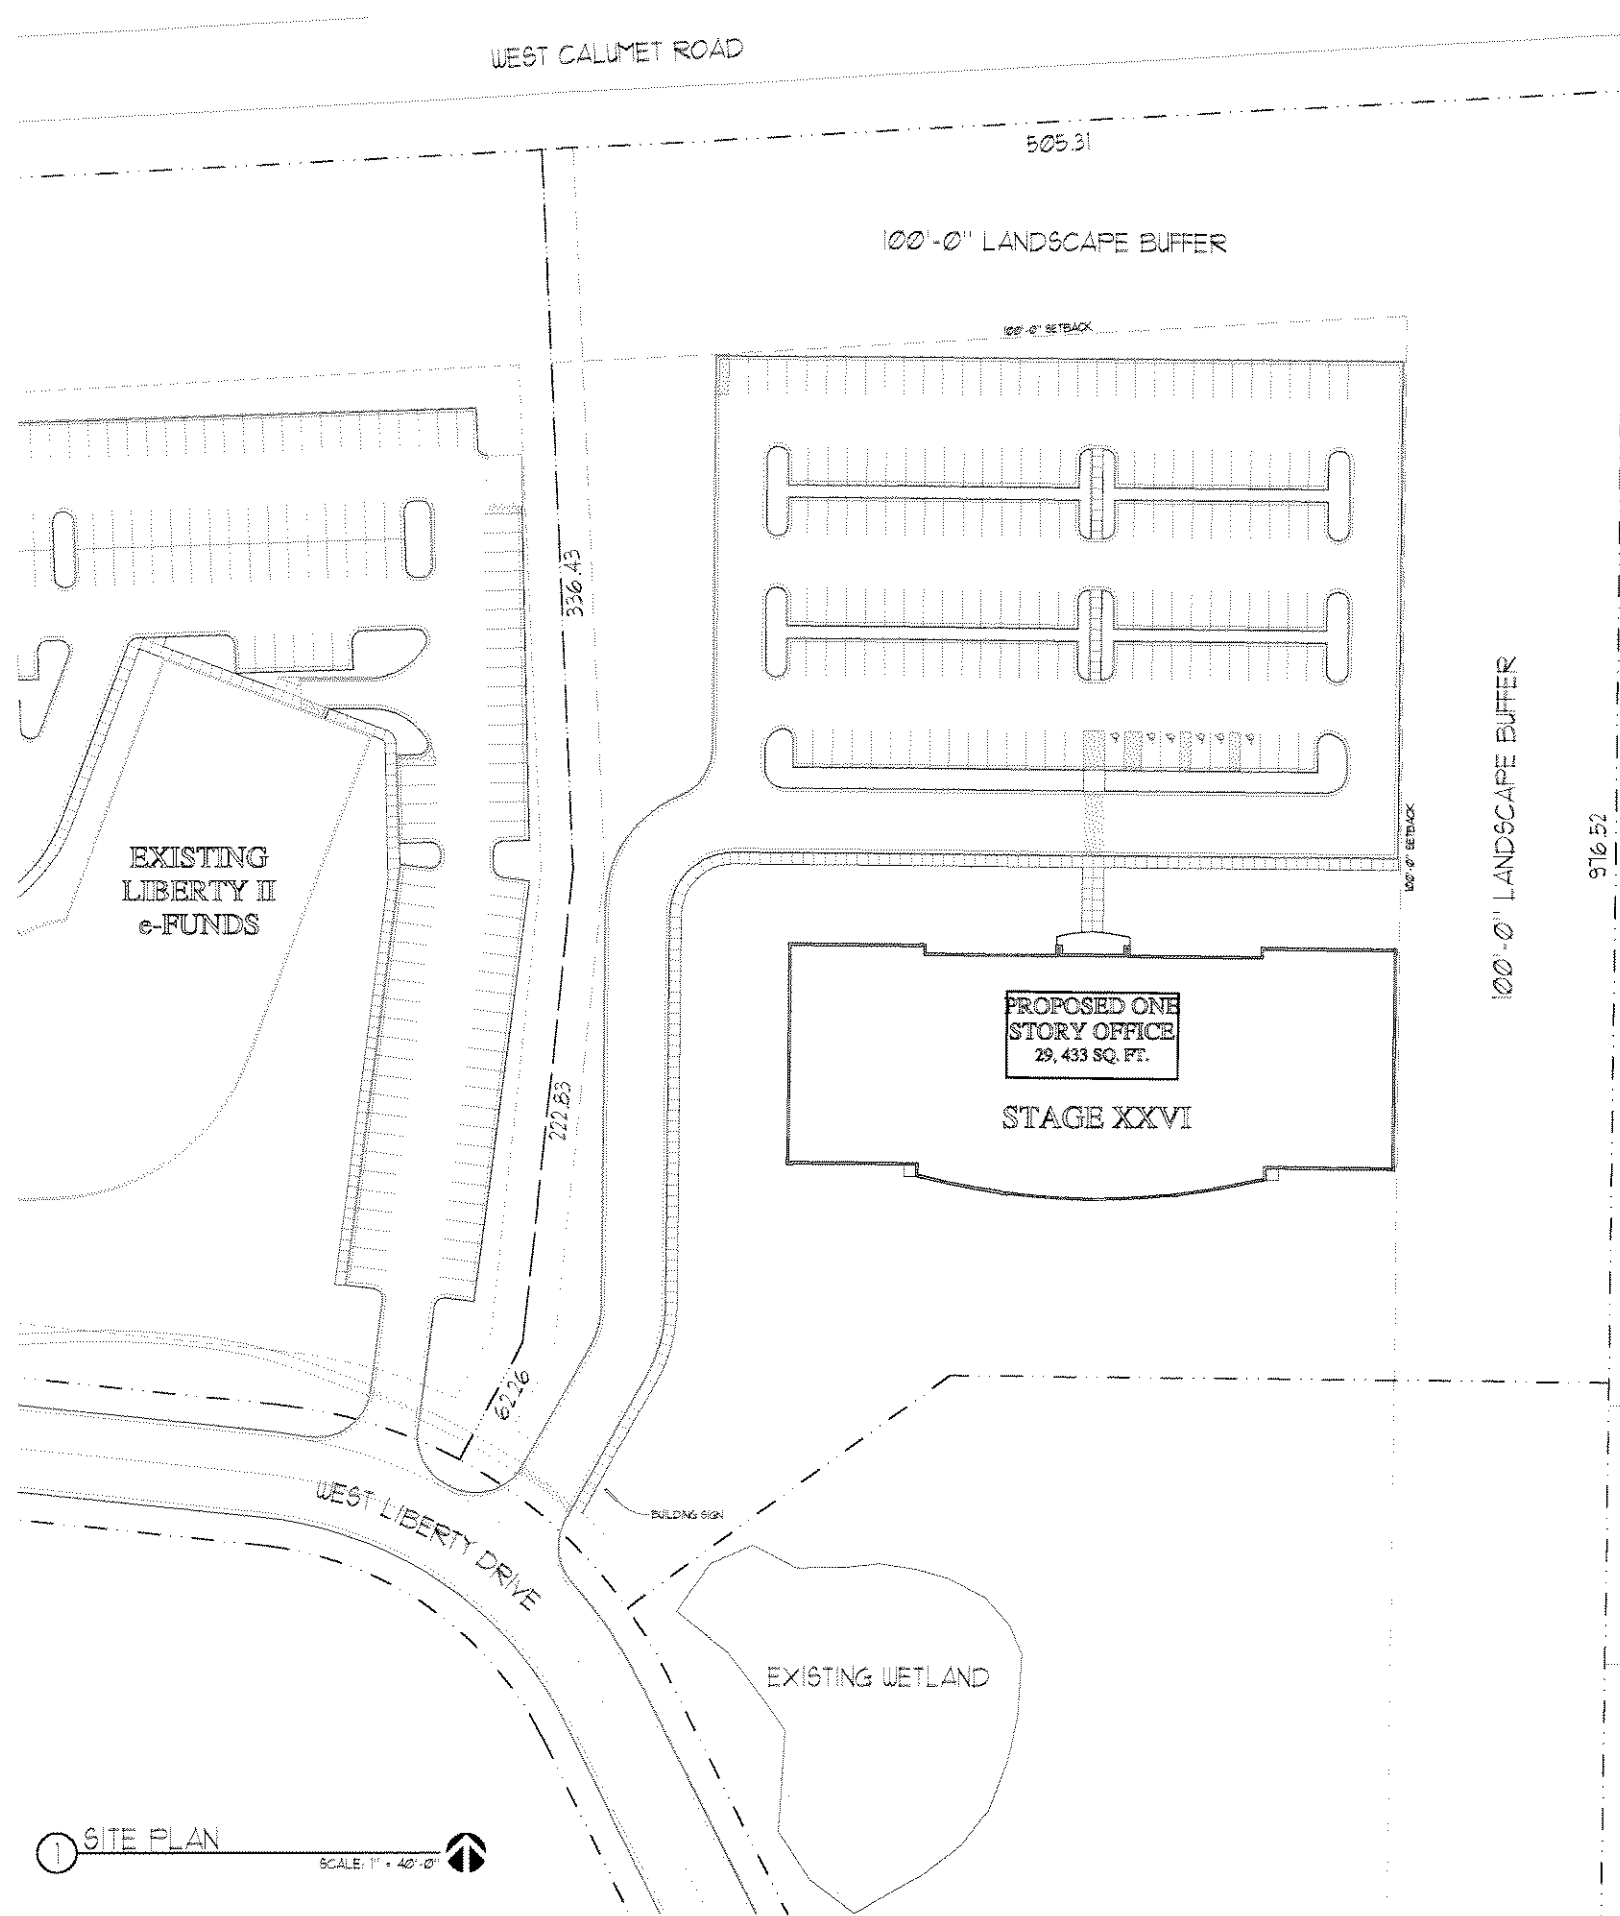 WEST CALUMET ROAD
505.31
100'-0" LANDSCAPE BUFFER
100'-0" SETBACK
336.43
100'-0" LANDSCAPE BUFFER
976.52
100'-0" SETBACK
EXISTING
LIBERTY II
e-FUNDS
PROPOSED ONE
STORY OFFICE
29, 433 SQ. FT.
STAGE XXVI
222.83
62.26
WEST LIBERTY DRIVE
BUILDING SIGN
EXISTING WETLAND
1
SITE PLAN
SCALE: 1" = 40'-0"